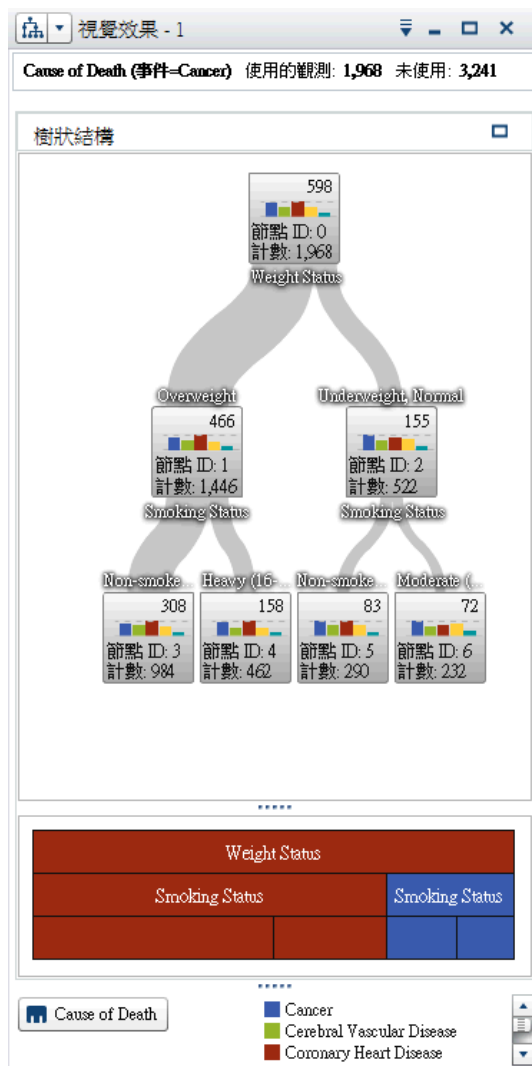 視覺效果 - 1
Cause of Death (事件=Cancer) 使用的觀測: 1,968 未使用: 3,241
樹狀結構
598
節點 ID: 0
計數: 1,968
Weight Status
Overweight
466
節點 ID: 1
計數: 1,446
Smoking Status
Underweight, Normal
155
節點 ID: 2
計數: 522
Smoking Status
Non-smoke...
308
節點 ID: 3
計數: 984
Heavy (16-...
158
節點 ID: 4
計數: 462
Non-smoke...
83
節點 ID: 5
計數: 290
Moderate (...
72
節點 ID: 6
計數: 232
Weight Status
Smoking Status
Smoking Status
Cause of Death
Cancer
Cerebral Vascular Disease
Coronary Heart Disease